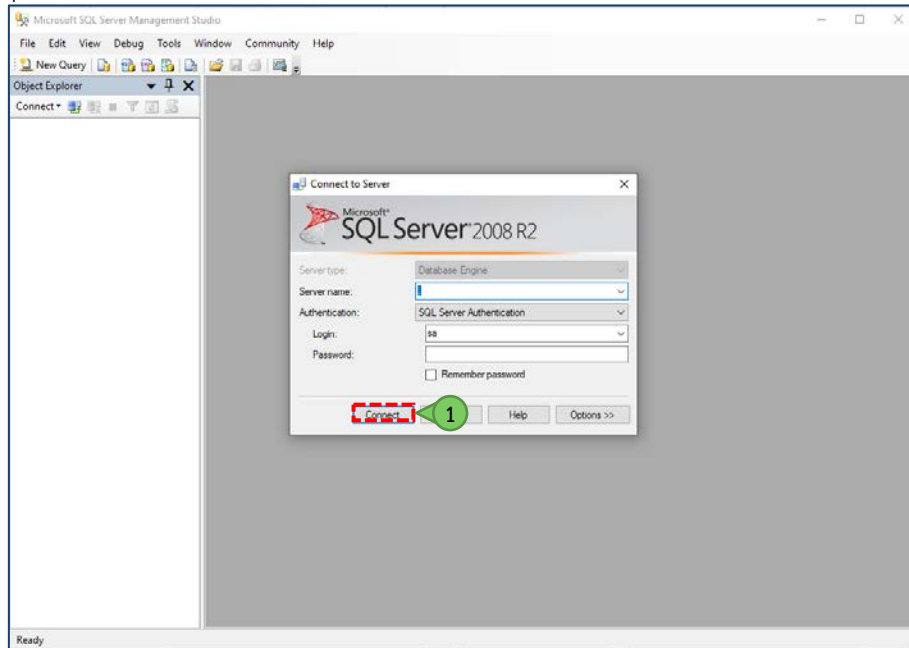 Microsoft SQL Server Management Studio
File Edit View Debug Tools Window Community Help
New Query
Object Explorer
Connect
Connect to Server
Microsoft®
SQL Server 2008 R2
Server type: Database Engine
Server name:
Authentication: SQL Server Authentication
Login: sa
Password:
Remember password
Connect 1 Help Options >>
Ready